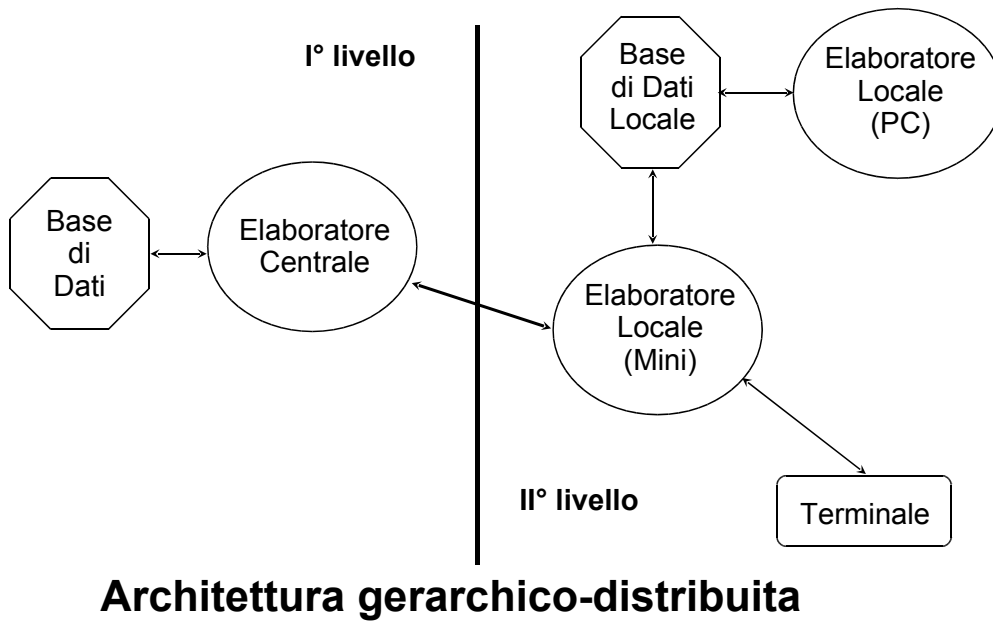 I° livello
Base
di Dati
Locale
Elaboratore
Locale
(PC)
Base
di
Dati
Elaboratore
Centrale
Elaboratore
Locale
(Mini)
II° livello
Terminale
Architettura gerarchico-distribuita